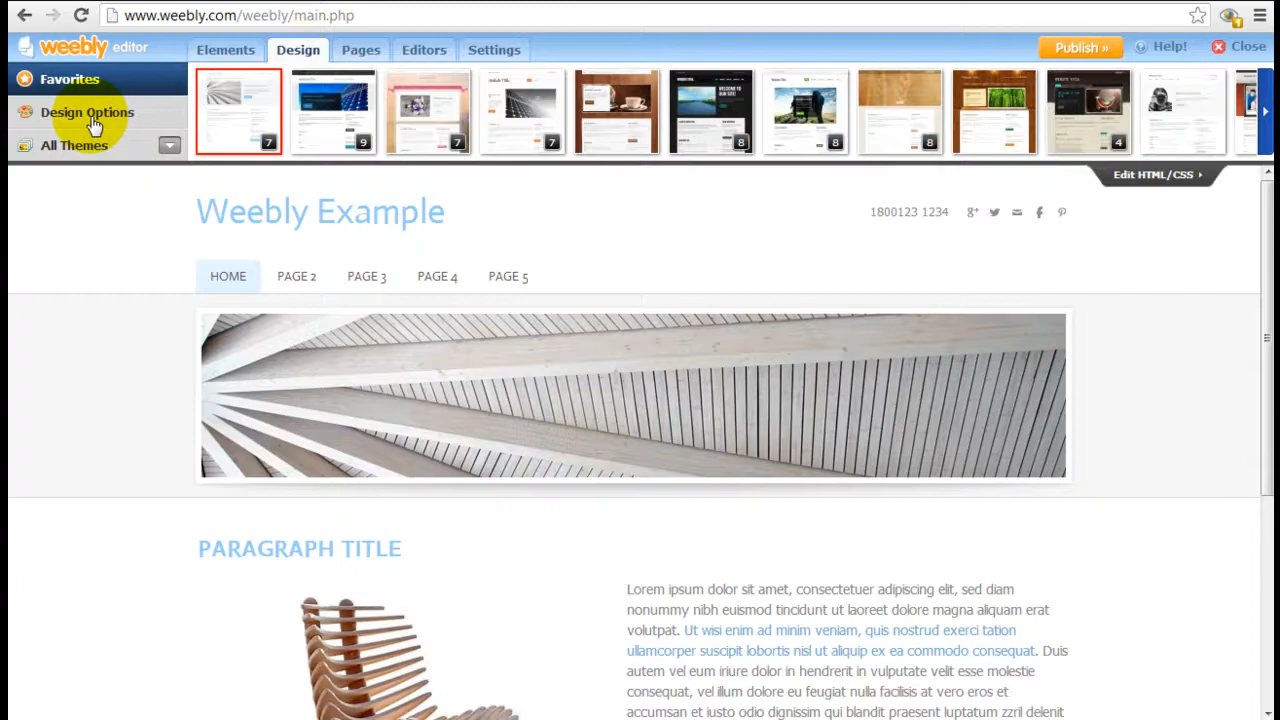 www.weebly.com/weebly/main.php
weebly editor
Elements
Design
Pages
Editors
Settings
Publish »
Help!
Close
Favorites
Design Options
All Themes
7
9
7
7
8
8
8
4
Edit HTML/CSS
Weebly Example
1800123 1234
HOME
PAGE 2
PAGE 3
PAGE 4
PAGE 5
PARAGRAPH TITLE
Lorem ipsum dolor sit amet, consectetuer adipiscing elit, sed diam
nonummy nibh euismod tincidunt ut laoreet dolore magna aliquam erat
volutpat. Ut wisi enim ad minim veniam, quis nostrud exerci tation
ullamcorper suscipit lobortis nisl ut aliquip ex ea commodo consequat. Duis
autem vel eum iriure dolor in hendrerit in vulputate velit esse molestie
consequat, vel illum dolore eu feugiat nulla facilisis at vero eros et
accumsan et iusto odio dignissim qui blandit praesent luptatum zzril delenit